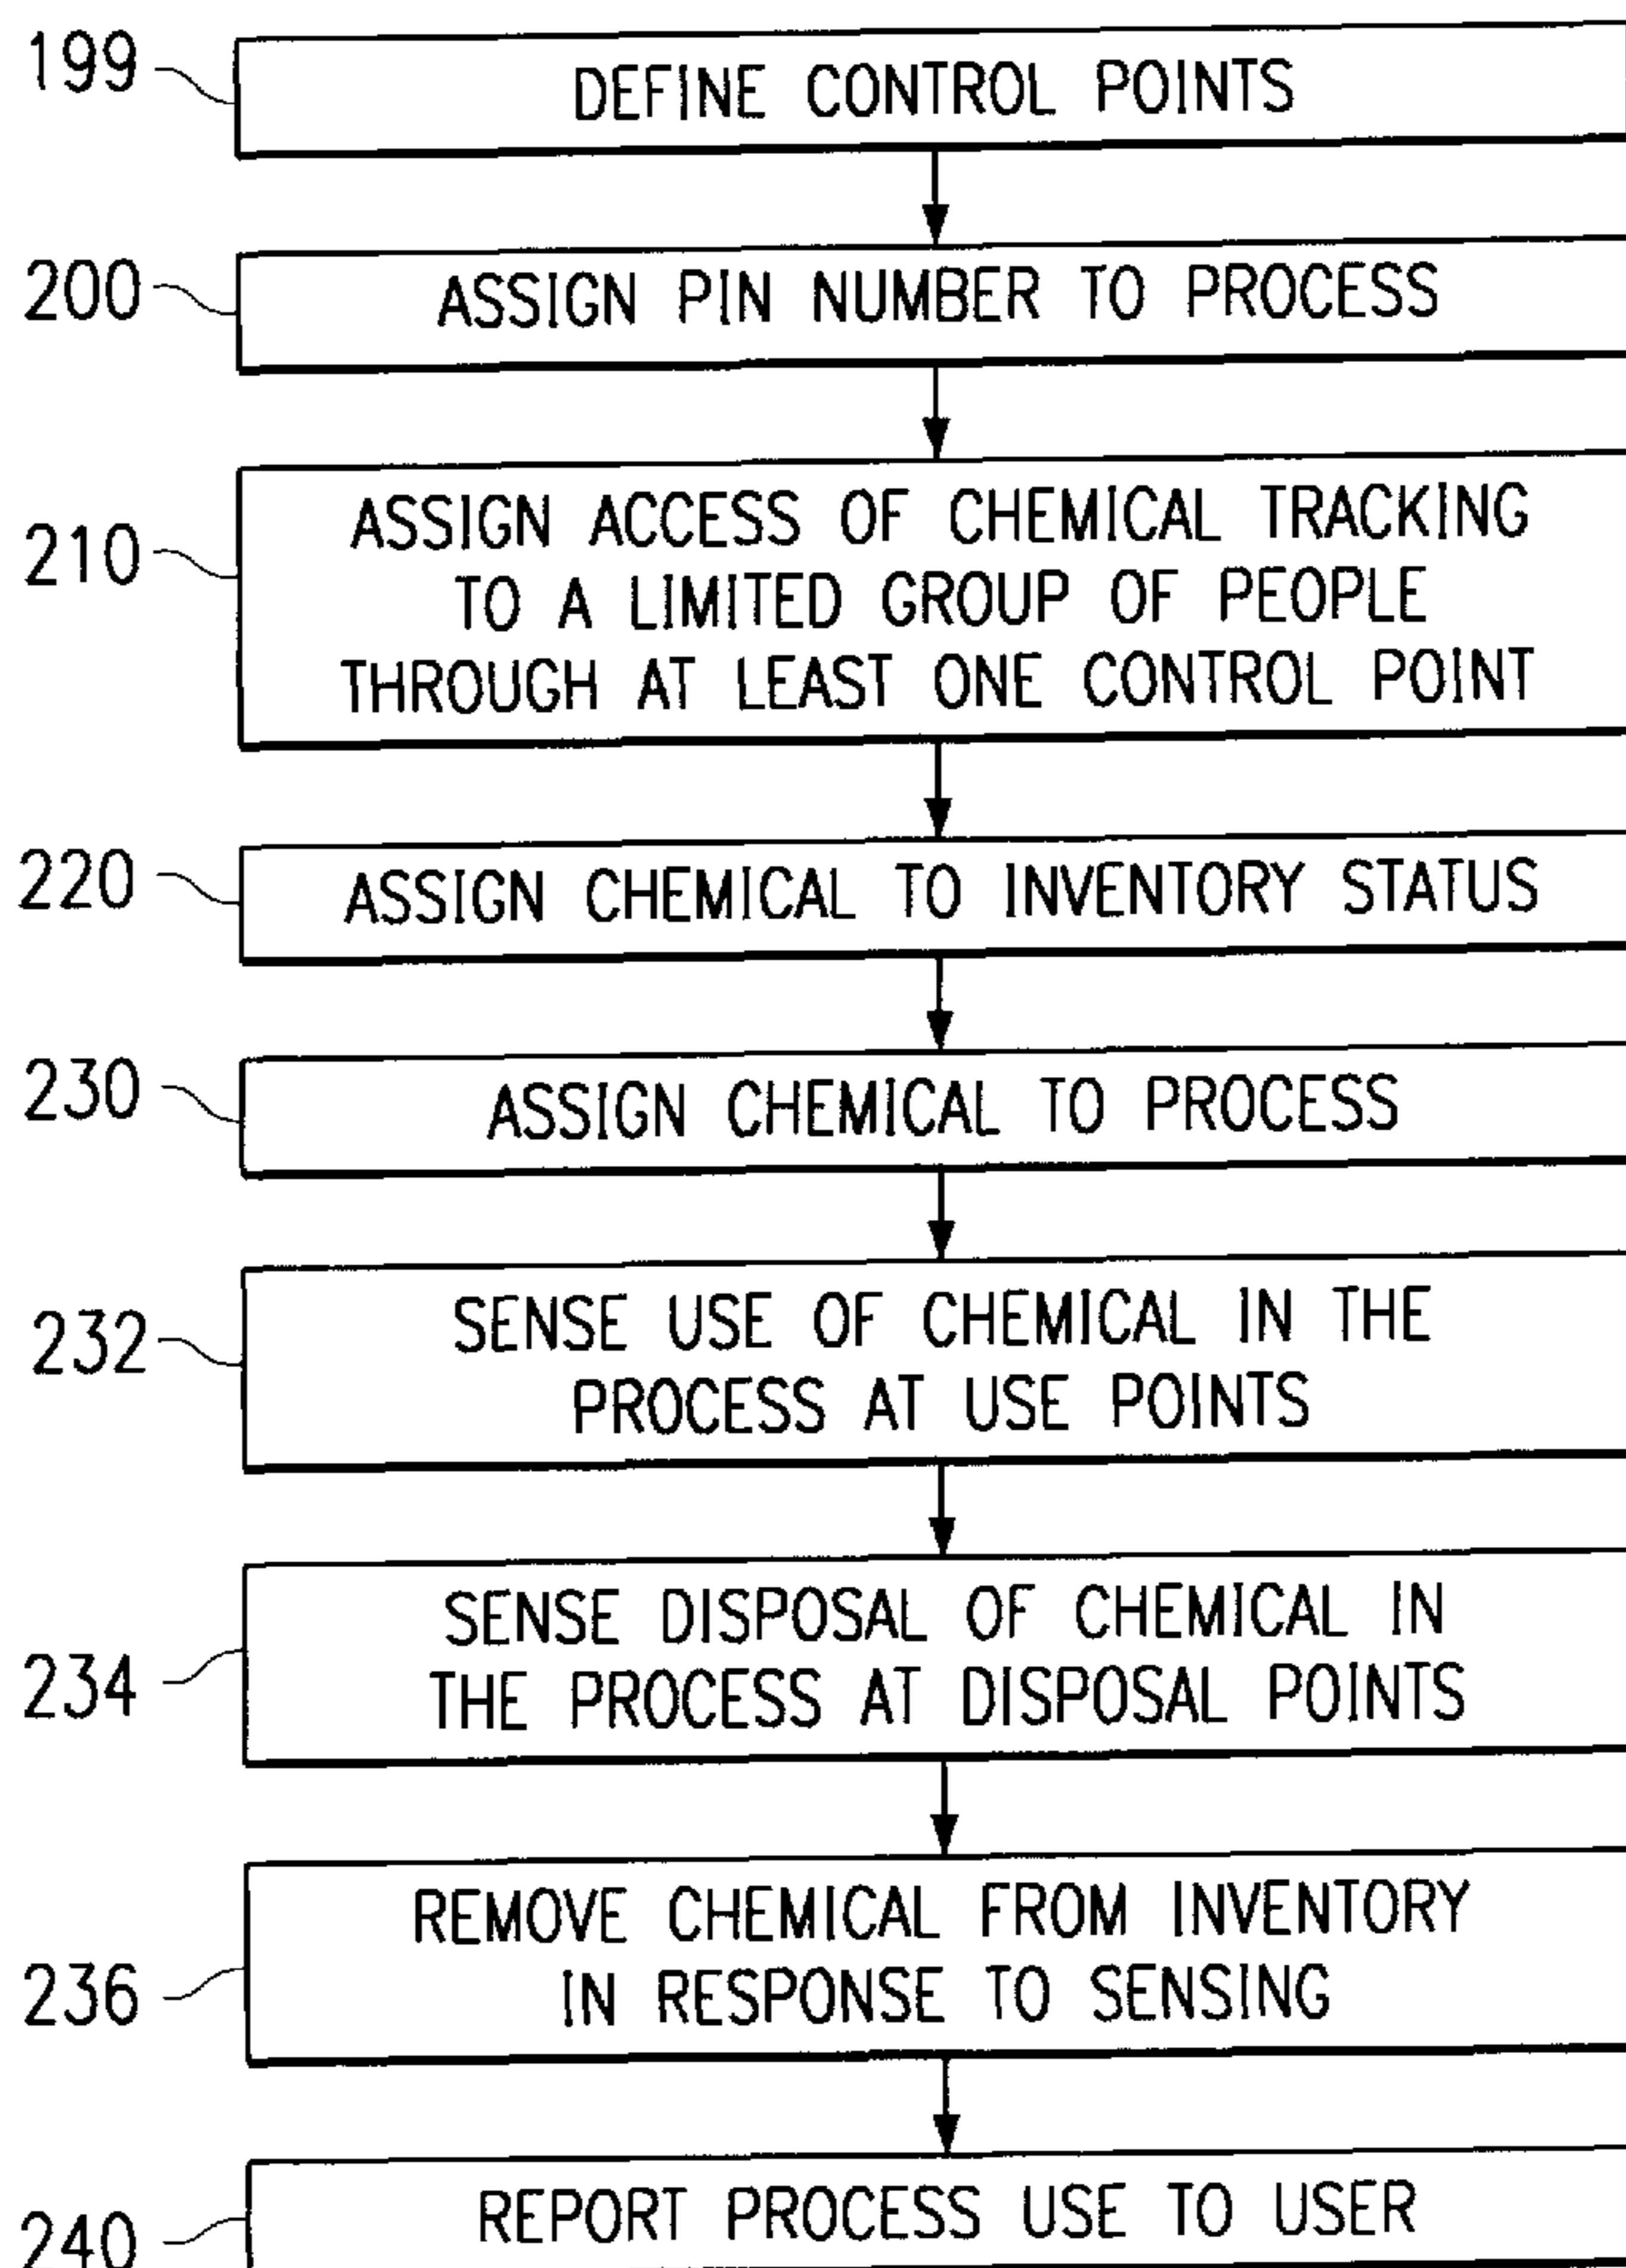 199
DEFINE CONTROL POINTS
200
ASSIGN PIN NUMBER TO PROCESS
210
ASSIGN ACCESS OF CHEMICAL TRACKING
TO A LIMITED GROUP OF PEOPLE
THROUGH AT LEAST ONE CONTROL POINT
220
ASSIGN CHEMICAL TO INVENTORY STATUS
230
ASSIGN CHEMICAL TO PROCESS
232
SENSE USE OF CHEMICAL IN THE
PROCESS AT USE POINTS
234
SENSE DISPOSAL OF CHEMICAL IN
THE PROCESS AT DISPOSAL POINTS
236
REMOVE CHEMICAL FROM INVENTORY
IN RESPONSE TO SENSING
240
REPORT PROCESS USE TO USER